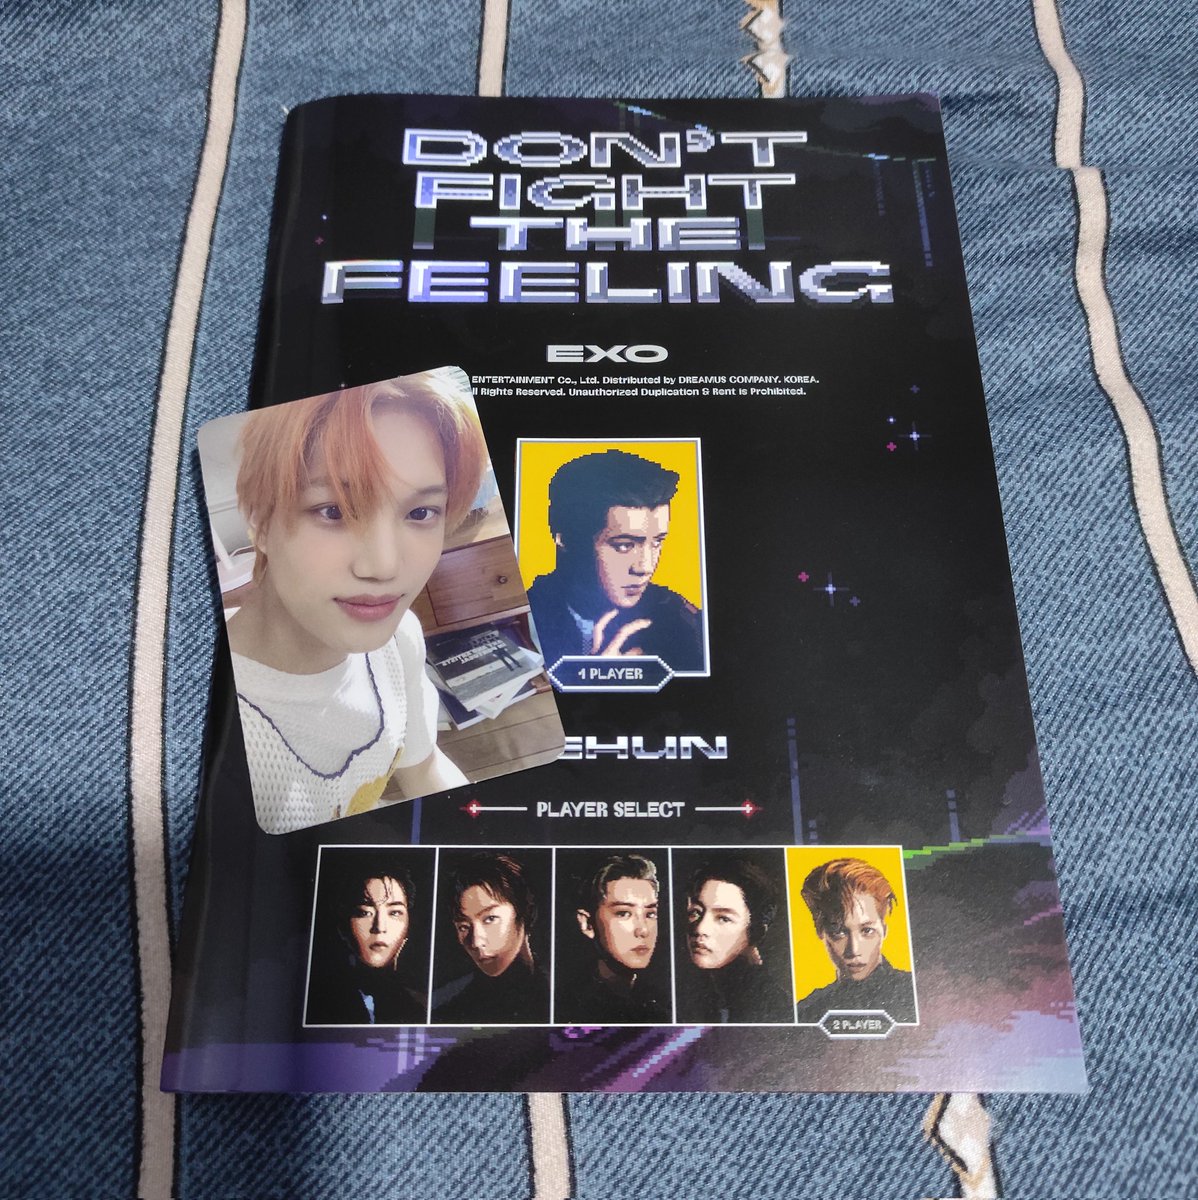 DON'T
FIGHT
THE
FEELING
EXO
ENTERTAINMENT Co., Ltd. Distributed by DREAMUS COMPANY. KOREA.
ll Rights Reserved. Unauthorized Duplication & Rent is Prohibited.
1 PLAYER
EHUN
PLAYER SELECT
2 PLAYER